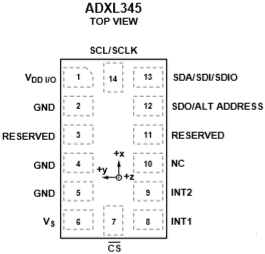 ADXL345
TOP VIEW
SCL/SCLK
VDD I/O 1 14 13 SDA/SDI/SDIO
GND 2 12 SDO/ALT ADDRESS
RESERVED 3 11 RESERVED
+x
GND 4 10 NC
+y +z
GND 5 9 INT2
VS 6 7 8 INT1
CS